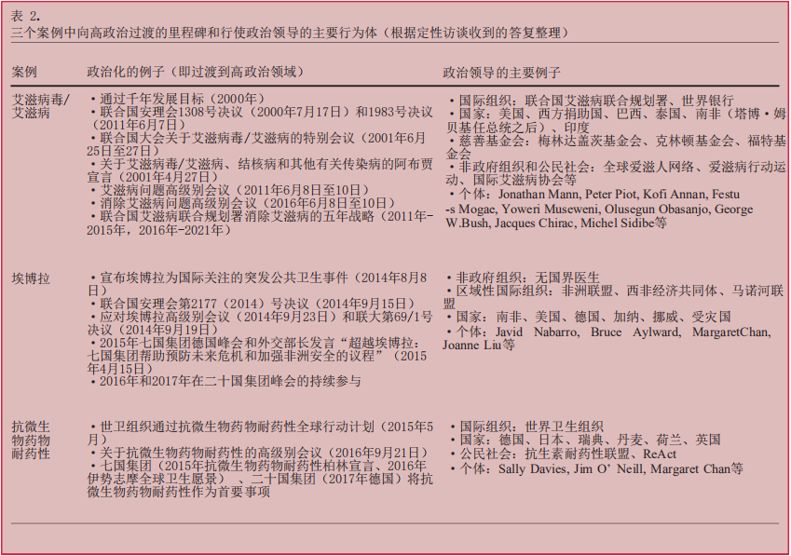 表 2.
三个案例中向高政治过渡的里程碑和行使政治领导的主要行为体（根据定性访谈收到的答复整理）
案例 政治化的例子（即过渡到高政治领域） 政治领导的主要例子
艾滋病毒/
艾滋病
·通过千年发展目标（2000年）
·联合国安理会1308号决议（2000年7月17日）和1983号决议
（2011年6月7日）
·联合国大会关于艾滋病毒/艾滋病的特别会议（2001年6月
25日至27日）
·关于艾滋病毒/艾滋病、结核病和其他有关传染病的阿布贾
宣言（2001年4月27日）
·艾滋病问题高级别会议（2011年6月8日至10日）
·消除艾滋病问题高级别会议（2016年6月8日至10日）
·联合国艾滋病联合规划署消除艾滋病的五年战略（2011年-
2015年，2016年-2021年）
·国际组织：联合国艾滋病联合规划署、世界银行
·国家：美国、西方捐助国、巴西、泰国、南非（塔博·姆
贝基任总统之后）、印度
·慈善基金会：梅林达盖茨基金会、克林顿基金会、福特基
金会
·非政府组织和公民社会：全球爱滋人网络、爱滋病行动运
动、国际艾滋病协会等
·个体：Jonathan Mann, Peter Piot, Kofi Annan, Festu
-s Mogae, Yoweri Museweni, Olusegun Obasanjo, George
W.Bush, Jacques Chirac, Michel Sidibe等
埃博拉
·宣布埃博拉为国际关注的突发公共卫生事件（2014年8月8
日）
·联合国安理会第2177（2014）号决议（2014年9月15日）
·应对埃博拉高级别会议（2014年9月23日）和联大第69/1号
决议（2014年9月19日）
·2015年七国集团德国峰会和外交部长发言“超越埃博拉：
七国集团帮助预防未来危机和加强非洲安全的议程”（2015
年4月15日）
·2016年和2017年在二十国集团峰会的持续参与
·非政府组织：无国界医生
·区域性国际组织：非洲联盟、西非经济共同体、马诺河联
盟
·国家：南非、美国、德国、加纳、挪威、受灾国
·个体：Javid Nabarro, Bruce Aylward, MargaretChan,
Joanne Liu等
抗微生
物药物
耐药性
·世卫组织通过抗微生物药物耐药性全球行动计划（2015年5
月）
·关于抗微生物药物耐药性的高级别会议（2016年9月21日）
·七国集团（2015年抗微生物药物耐药性柏林宣言、2016年
伊势志摩全球卫生愿景）、二十国集团（2017年德国）将抗
微生物药物耐药性作为首要事项
·国际组织：世界卫生组织
·国家：德国、日本、瑞典、丹麦、荷兰、英国
·公民社会：抗生素耐药性联盟、ReAct
·个体：Sally Davies, Jim O’ Neill, Margaret Chan等